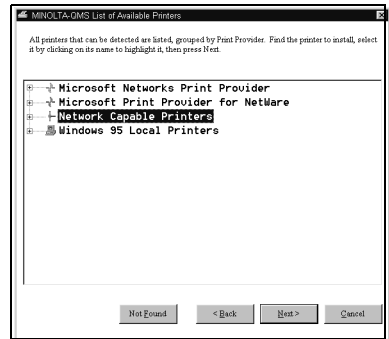 MINOLTA-QMS List of Available Printers
All printers that can be detected are listed, grouped by Print Provider. Find the printer to install, select
it by clicking on its name to highlight it, then press Next.
Microsoft Networks Print Provider
Microsoft Print Provider for NetWare
Network Capable Printers
Windows 95 Local Printers
Not Found < Back Next > Cancel